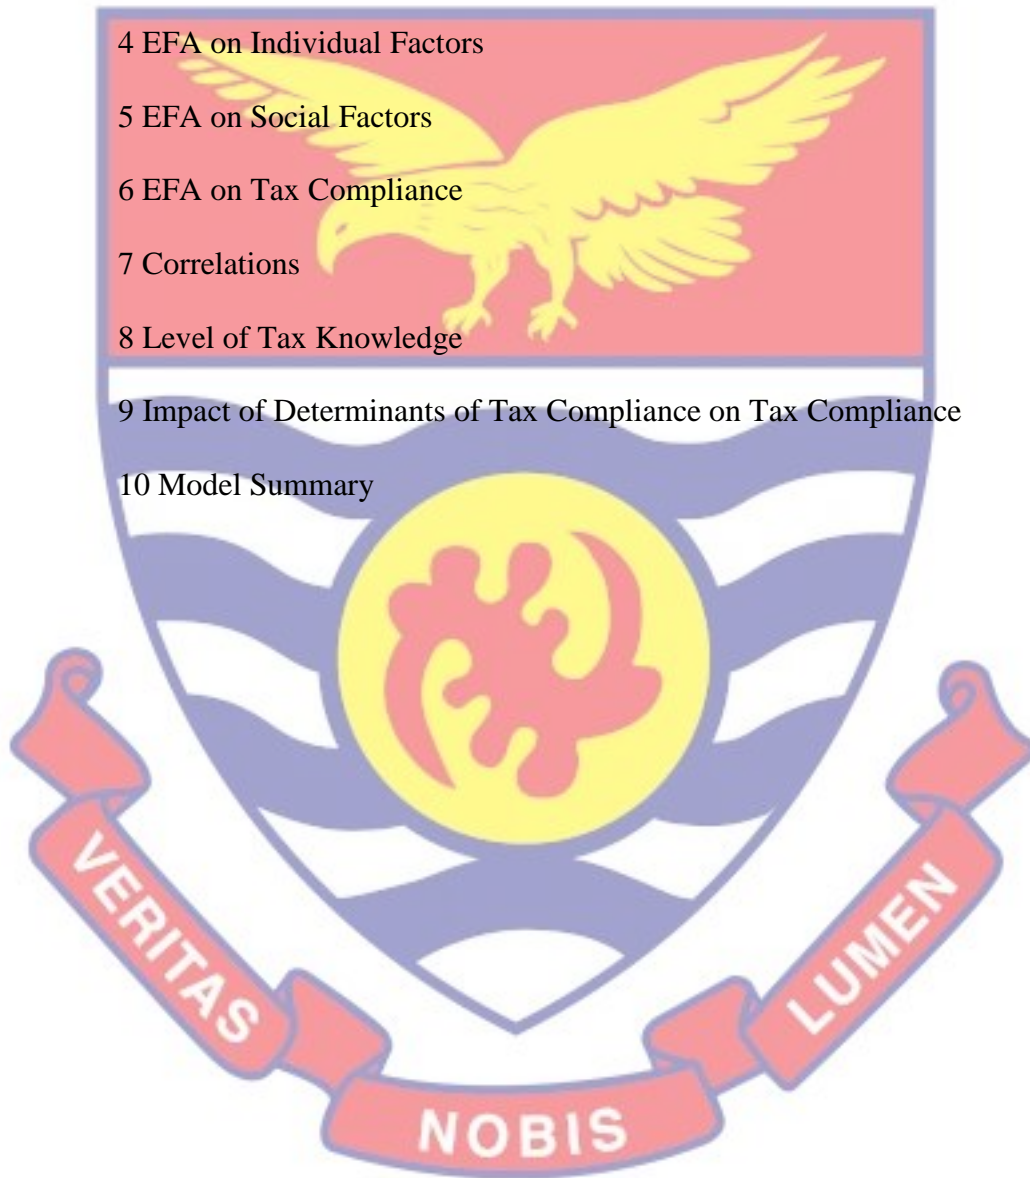 4 EFA on Individual Factors
5 EFA on Social Factors
6 EFA on Tax Compliance
7 Correlations
8 Level of Tax Knowledge
9 Impact of Determinants of Tax Compliance on Tax Compliance
10 Model Summary
VERITAS
NOBIS
LUMEN